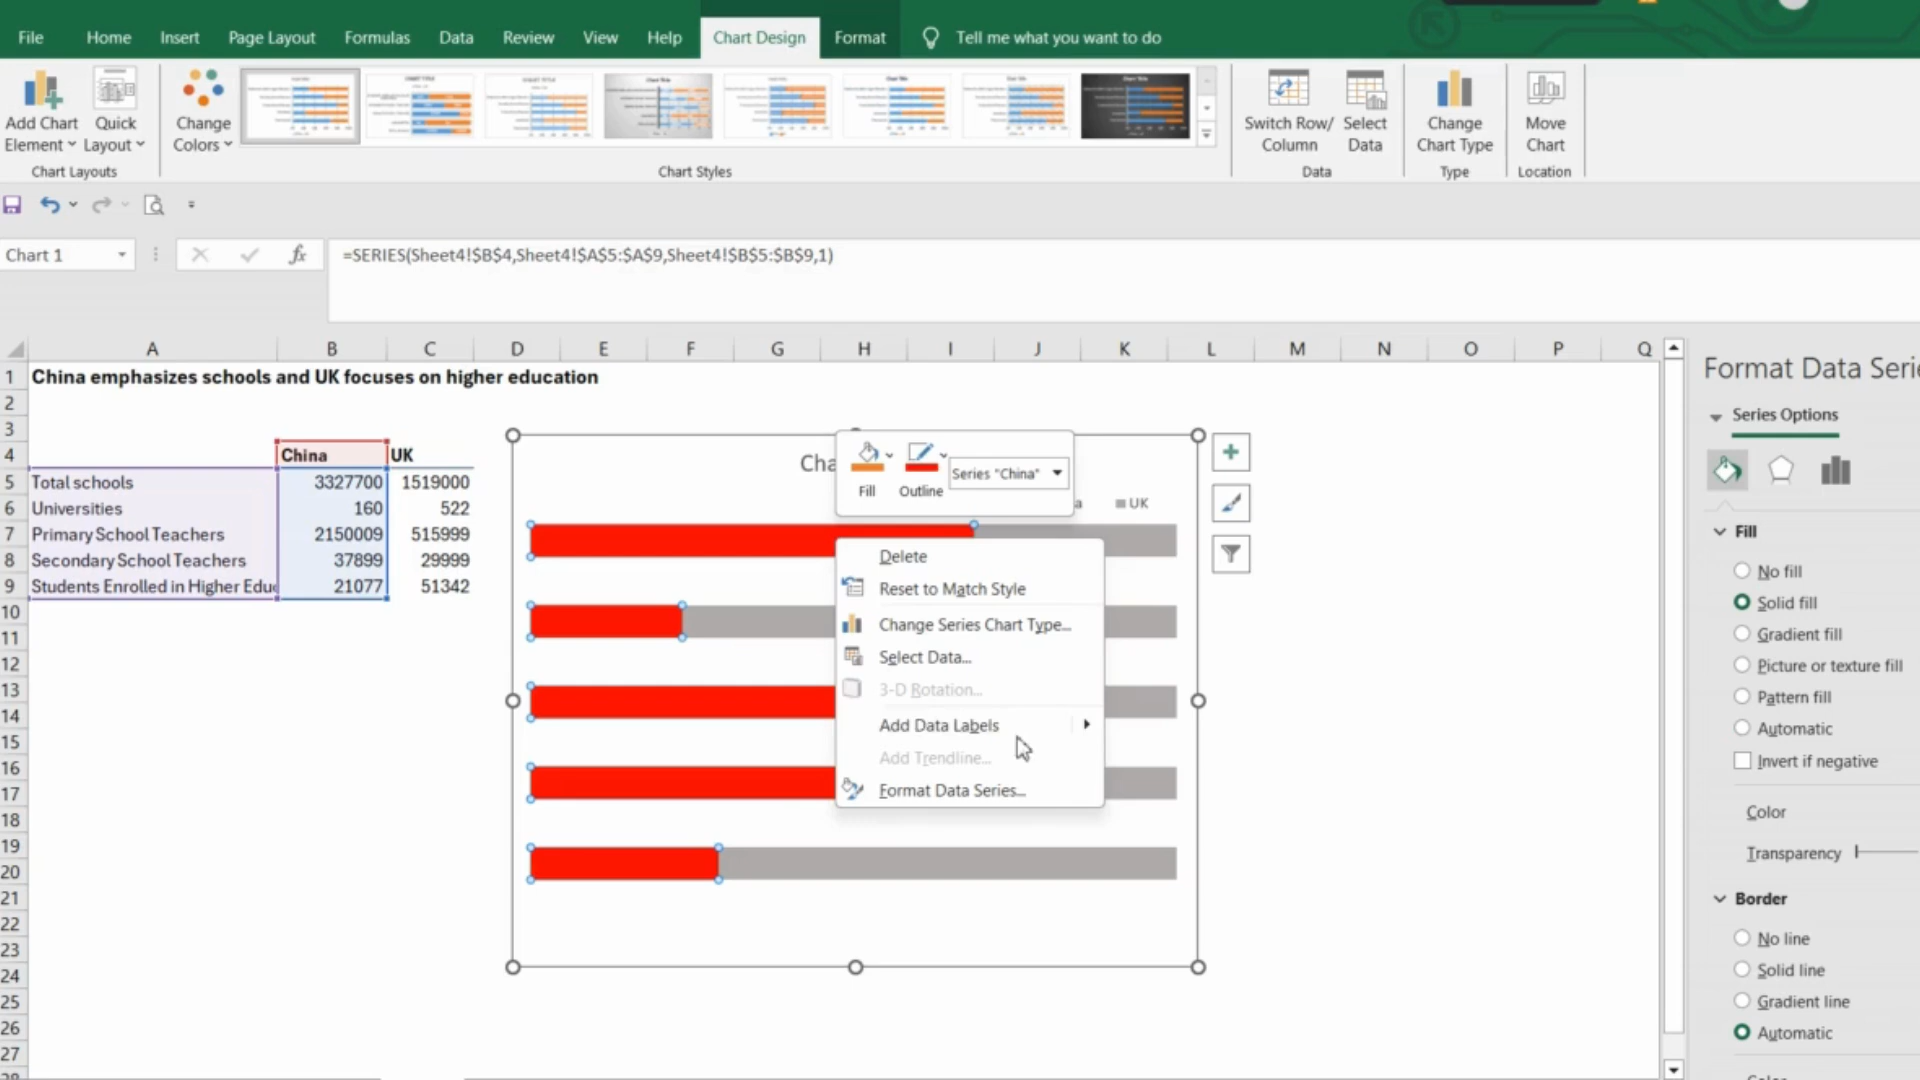 File Home Insert Page Layout Formulas Data Review View Help Chart Design Format Tell me what you want to do
Add Chart Element Quick Layout Change Colors Switch Row/ Column Select Data Change Chart Type Move Chart
Chart Layouts Chart Styles Data Type Location
Chart 1 fx =SERIES(Sheet4!$B$4,Sheet4!$A$5:$A$9,Sheet4!$B$5:$B$9,1)
A B C D E F G H I J K L M N O P Q
1 China emphasizes schools and UK focuses on higher education
2
3
4 China UK
5 Total schools 3327700 1519000
6 Universities 160 522
7 Primary School Teachers 2150009 515999
8 Secondary School Teachers 37899 29999
9 Students Enrolled in Higher Educ 21077 51342
10
11
12
13
14
15
16
17
18
19
20
21
22
23
24
25
26
27
28
Cha
a UK
Fill Outline Series "China"
Delete
Reset to Match Style
Change Series Chart Type...
Select Data...
3-D Rotation...
Add Data Labels
Add Trendline...
Format Data Series...
Format Data Serie
Series Options
Fill
No fill
Solid fill
Gradient fill
Picture or texture fill
Pattern fill
Automatic
Invert if negative
Color
Transparency
Border
No line
Solid line
Gradient line
Automatic
Color